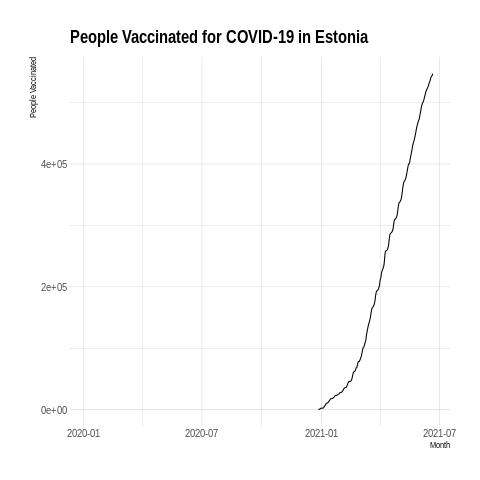 People Vaccinated for COVID-19 in Estonia
People Vaccinated
4e+05
2e+05
0e+00
2020-01 2020-07 2021-01 2021-07
Month